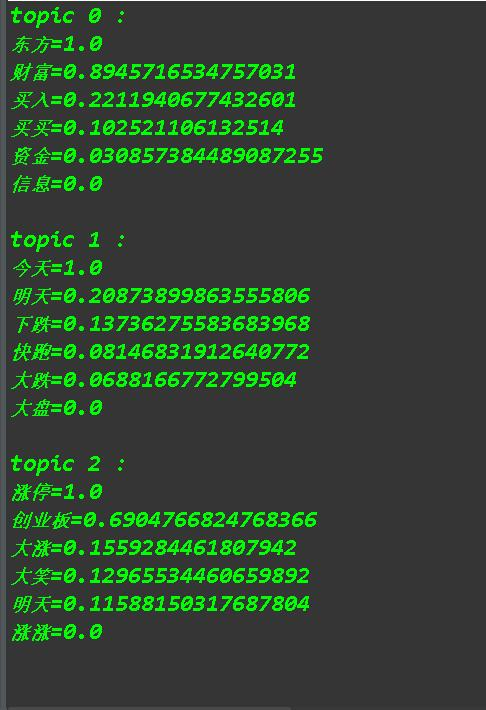 topic 0 :
东方=1.0
财富=0.8945716534757031
买入=0.2211940677432601
买买=0.102521106132514
资金=0.030857384489087255
信息=0.0
topic 1 :
今天=1.0
明天=0.20873899863555806
下跌=0.137362755836839​68
快跑=0.08146831912640772
大跌=0.0688166772799504
大盘=0.0
topic 2 :
涨停=1.0
创业板=0.6904766824768366
大涨=0.1559284461807942
大笑=0.12965534460659892
明天=0.11588150317687804
涨涨=0.0